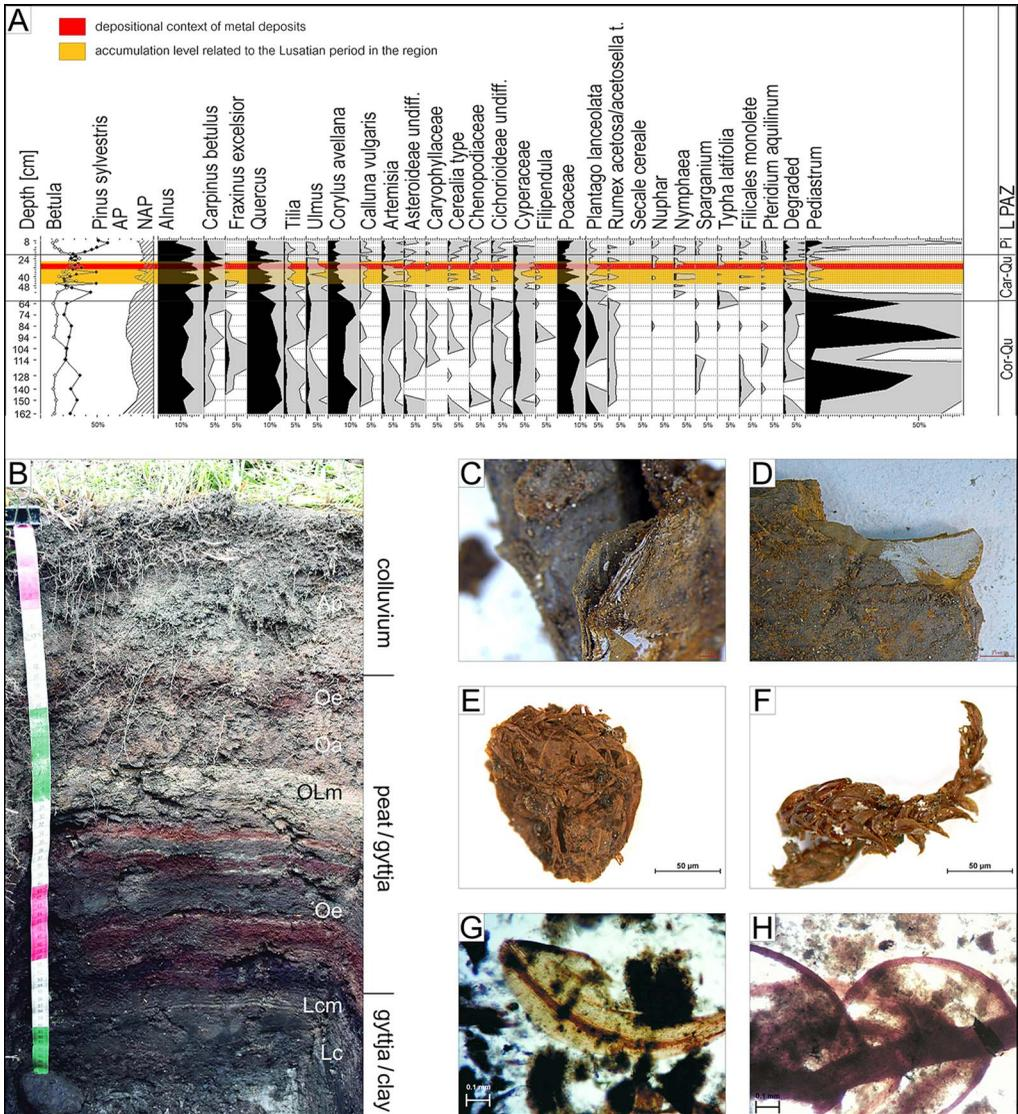 A
depositional context of metal deposits
accumulation level related to the Lusatian period in the region
Depth [cm]
Betula
Pinus sylvestris
AP
NAP
Alnus
Carpinus betulus
Fraxinus excelsior
Quercus
Tilia
Ulmus
Corylus avellana
Calluna vulgaris
Artemisia
Asteroideae undiff.
Caryophyllaceae
Cerealia type
Chenopodiaceae
Cichorioideae undiff.
Cyperaceae
Filipendula
Poaceae
Plantago lanceolata
Rumex acetosa/acetosella t.
Secale cereale
Nuphar
Nymphaea
Sparganium
Typha latifolia
Filicales monolete
Pteridium aquilinum
Degraded
Pediastrum
L PAZ
8
24
40
48
64
74
84
94
104
114
128
140
150
162
Pi
Car-Qu
Cor-Qu
50% 10% 5% 5% 10% 5% 5% 10% 5% 5% 5% 5% 5% 5% 5% 5% 5% 10% 5% 5% 5% 5% 5% 5% 5% 5% 5% 5% 50%
B
Ap
Oe
Oa
OLm
Oe
Lcm
Lc
colluvium
peat / gyttja
gyttja / clay
C
D
E
50 µm
F
50 µm
G
0.1 mm
H
0.1 mm